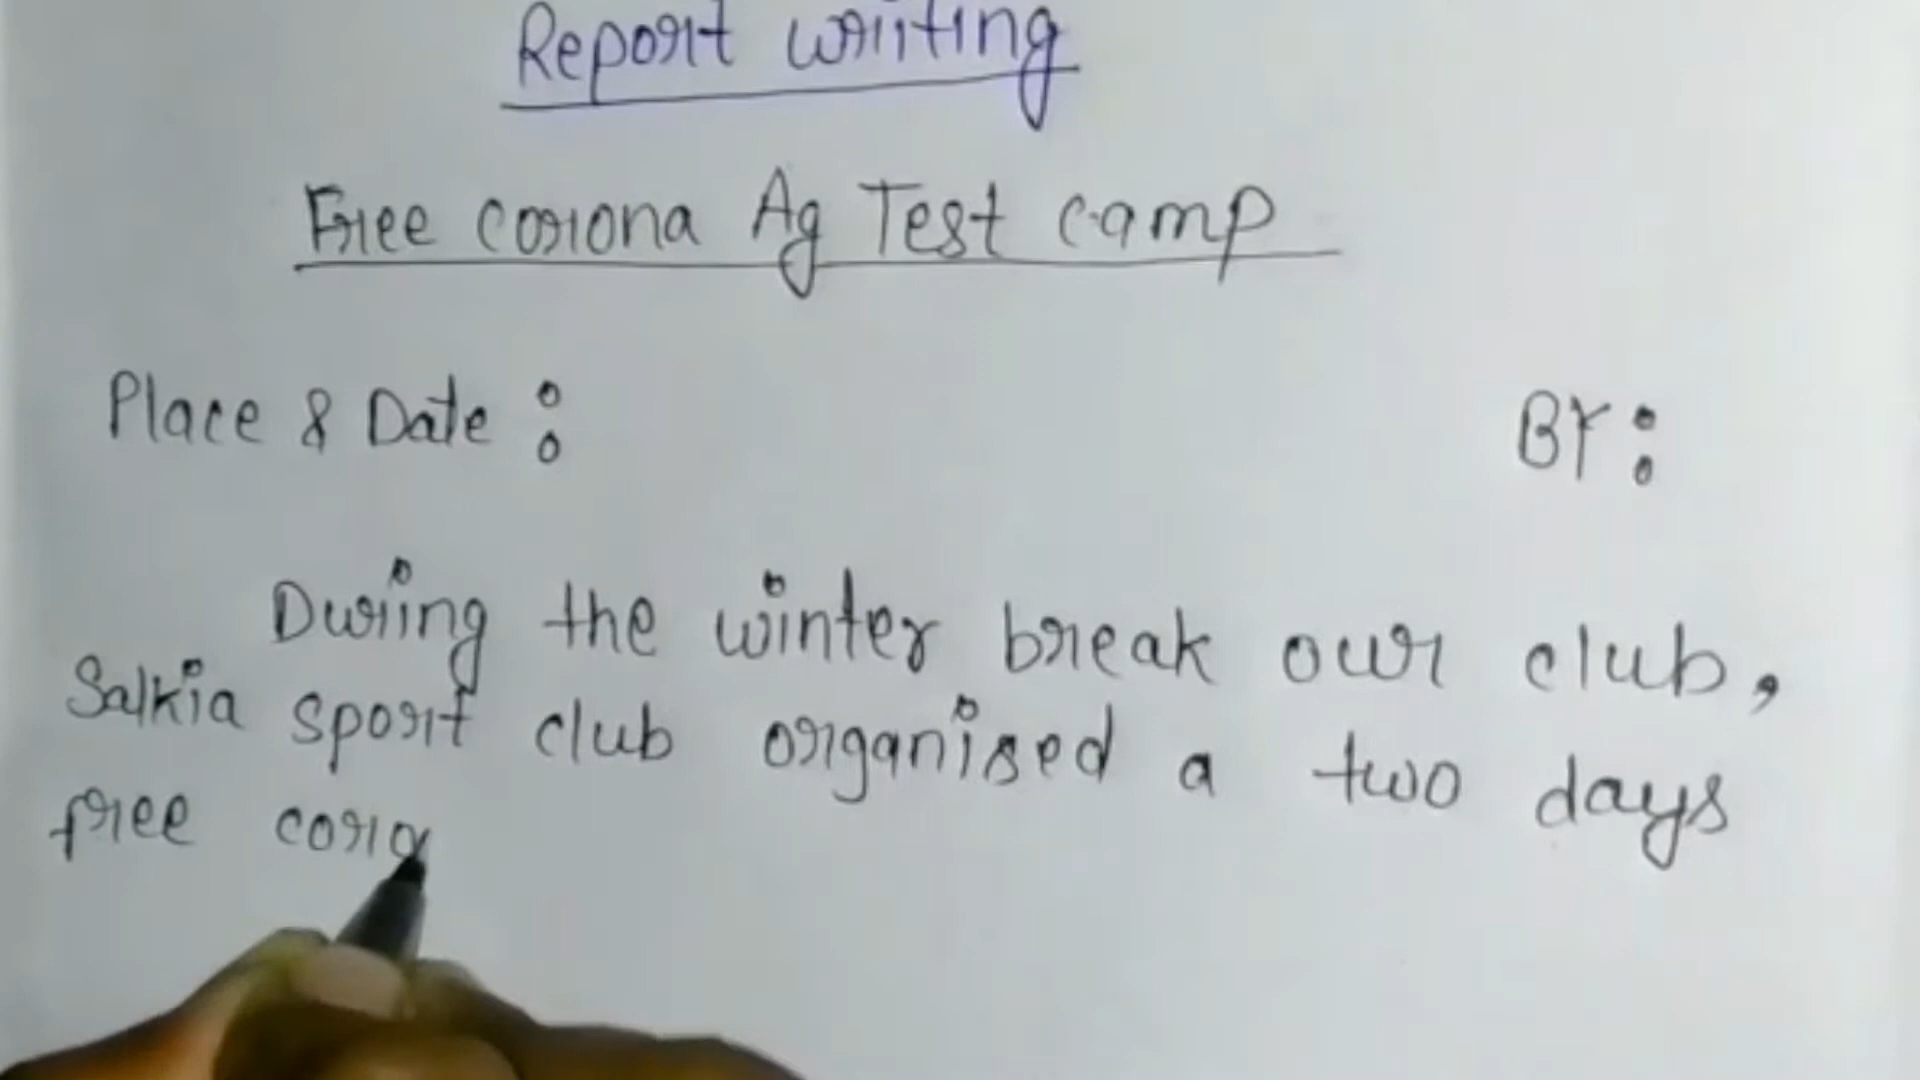 Report writing
Free corona Ag Test camp
Place & Date :
BY :
During the winter break our club,
Salkia sport club organised a two days
free coro